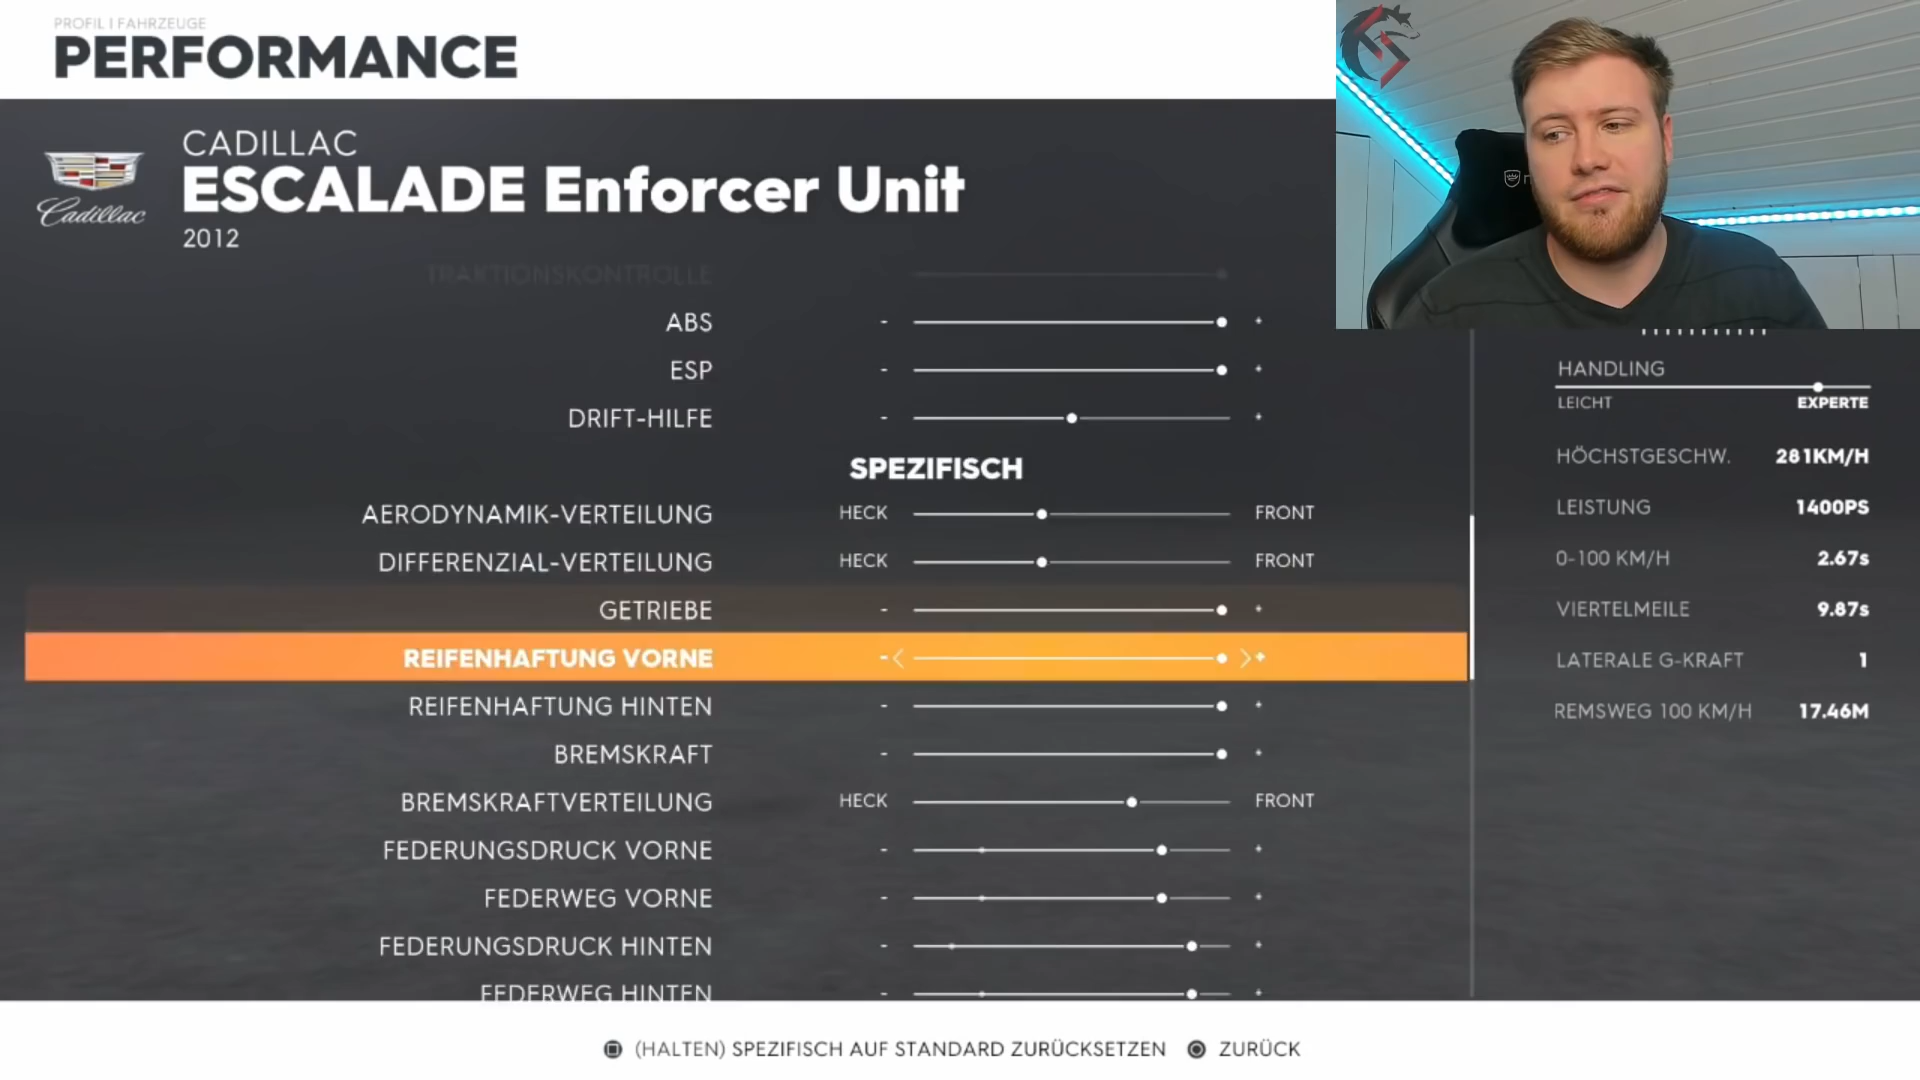 PROFIL I FAHRZEUGE
PERFORMANCE
CADILLAC
ESCALADE Enforcer Unit
2012
Cadillac
TRAKTIONSKONTROLLE
ABS - +
ESP - +
DRIFT-HILFE - +
SPEZIFISCH
AERODYNAMIK-VERTEILUNG HECK FRONT
DIFFERENZIAL-VERTEILUNG HECK FRONT
GETRIEBE - +
REIFENHAFTUNG VORNE - < > +
REIFENHAFTUNG HINTEN - +
BREMSKRAFT - +
BREMSKRAFTVERTEILUNG HECK FRONT
FEDERUNGSDRUCK VORNE - +
FEDERWEG VORNE - +
FEDERUNGSDRUCK HINTEN - +
FEDERWEG HINTEN - +
HANDLING
LEICHT EXPERTE
HÖCHSTGESCHW. 281KM/H
LEISTUNG 1400PS
0-100 KM/H 2.67s
VIERTELMEILE 9.87s
LATERALE G-KRAFT 1
REMSWEG 100 KM/H 17.46M
(HALTEN) SPEZIFISCH AUF STANDARD ZURÜCKSETZEN ZURÜCK